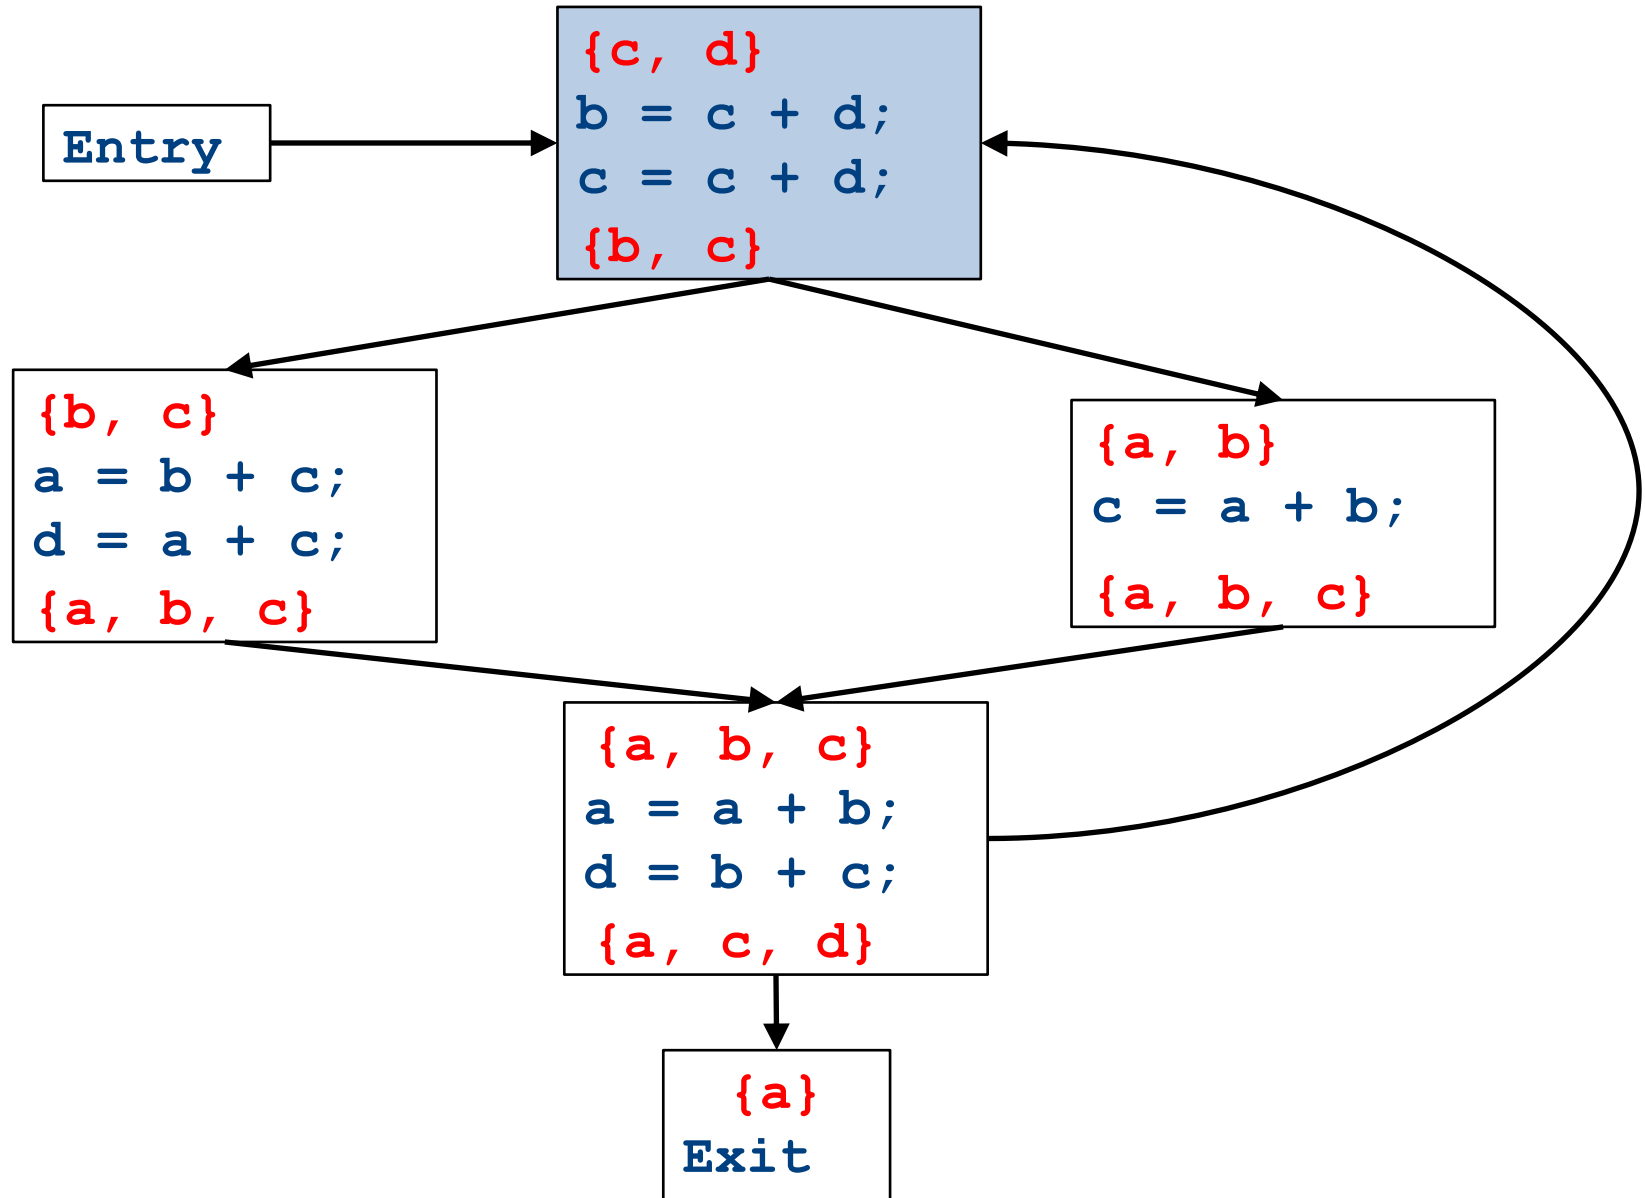 {c, d}
b = c + d;
c = c + d;
{b, c}
Entry
{b, c}
a = b + c;
d = a + c;
{a, b, c}
{a, b}
c = a + b;
{a, b, c}
{a, b, c}
a = a + b;
d = b + c;
{a, c, d}
{a}
Exit